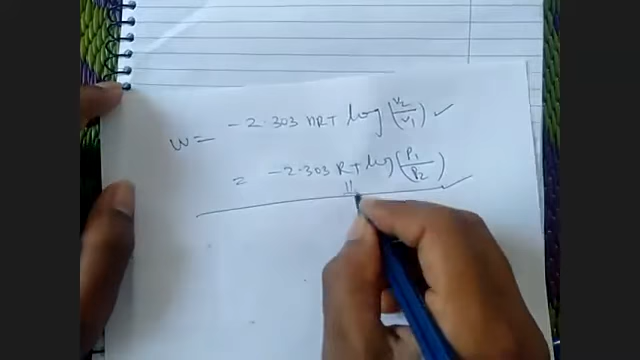 w = -2.303 nRT log (V2/V1) ✓
= -2.303 RT log (P1/P2) ✓